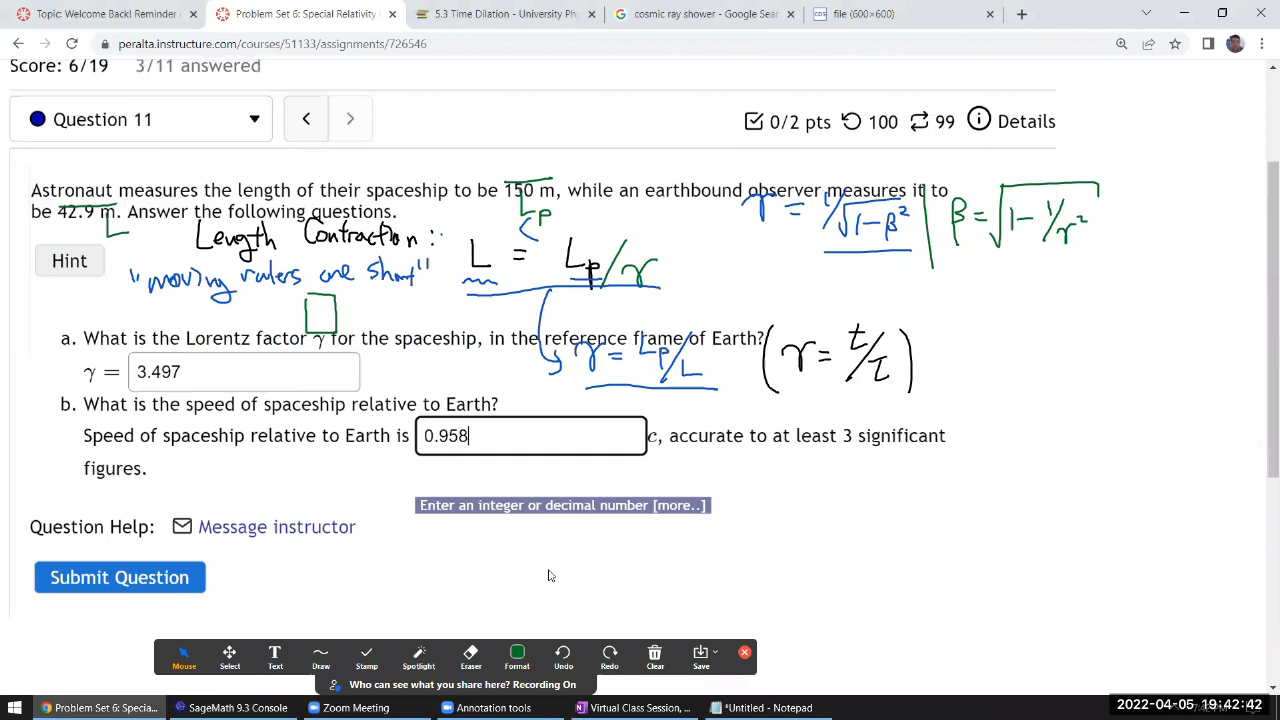 Welcome Back! Reminder
Problem Set 6: Special Relativity
5.3 Time Dilation - University Ph
cosmic ray shower - Google Sear
file (600×600)
peralta.instructure.com/courses/51133/assignments/726546
Score: 6/19 3/11 answered
Question 11
0/2 pts 100 99 Details
Astronaut measures the length of their spaceship to be 150 m, while an earthbound observer measures it to
be 42.9 m. Answer the following questions.
L
Lp
<
γ = 1/√1-β²
β = √1 - 1/γ²
Hint
Length Contraction :
"moving rulers are short"
L = Lp/γ
a. What is the Lorentz factor γ for the spaceship, in the reference frame of Earth?
γ = 3.497
γ = Lp/L
(γ = t/τ)
b. What is the speed of spaceship relative to Earth?
Speed of spaceship relative to Earth is 0.958 c, accurate to at least 3 significant
figures.
Enter an integer or decimal number [more..]
Question Help: Message instructor
Submit Question
Mouse Select Text Draw Stamp Spotlight Eraser Format Undo Redo Clear Save
Who can see what you share here? Recording On
Problem Set 6: Specia...
SageMath 9.3 Console
Zoom Meeting
Annotation tools
Virtual Class Session, ...
*Untitled - Notepad
2022-04-05 19:42:42